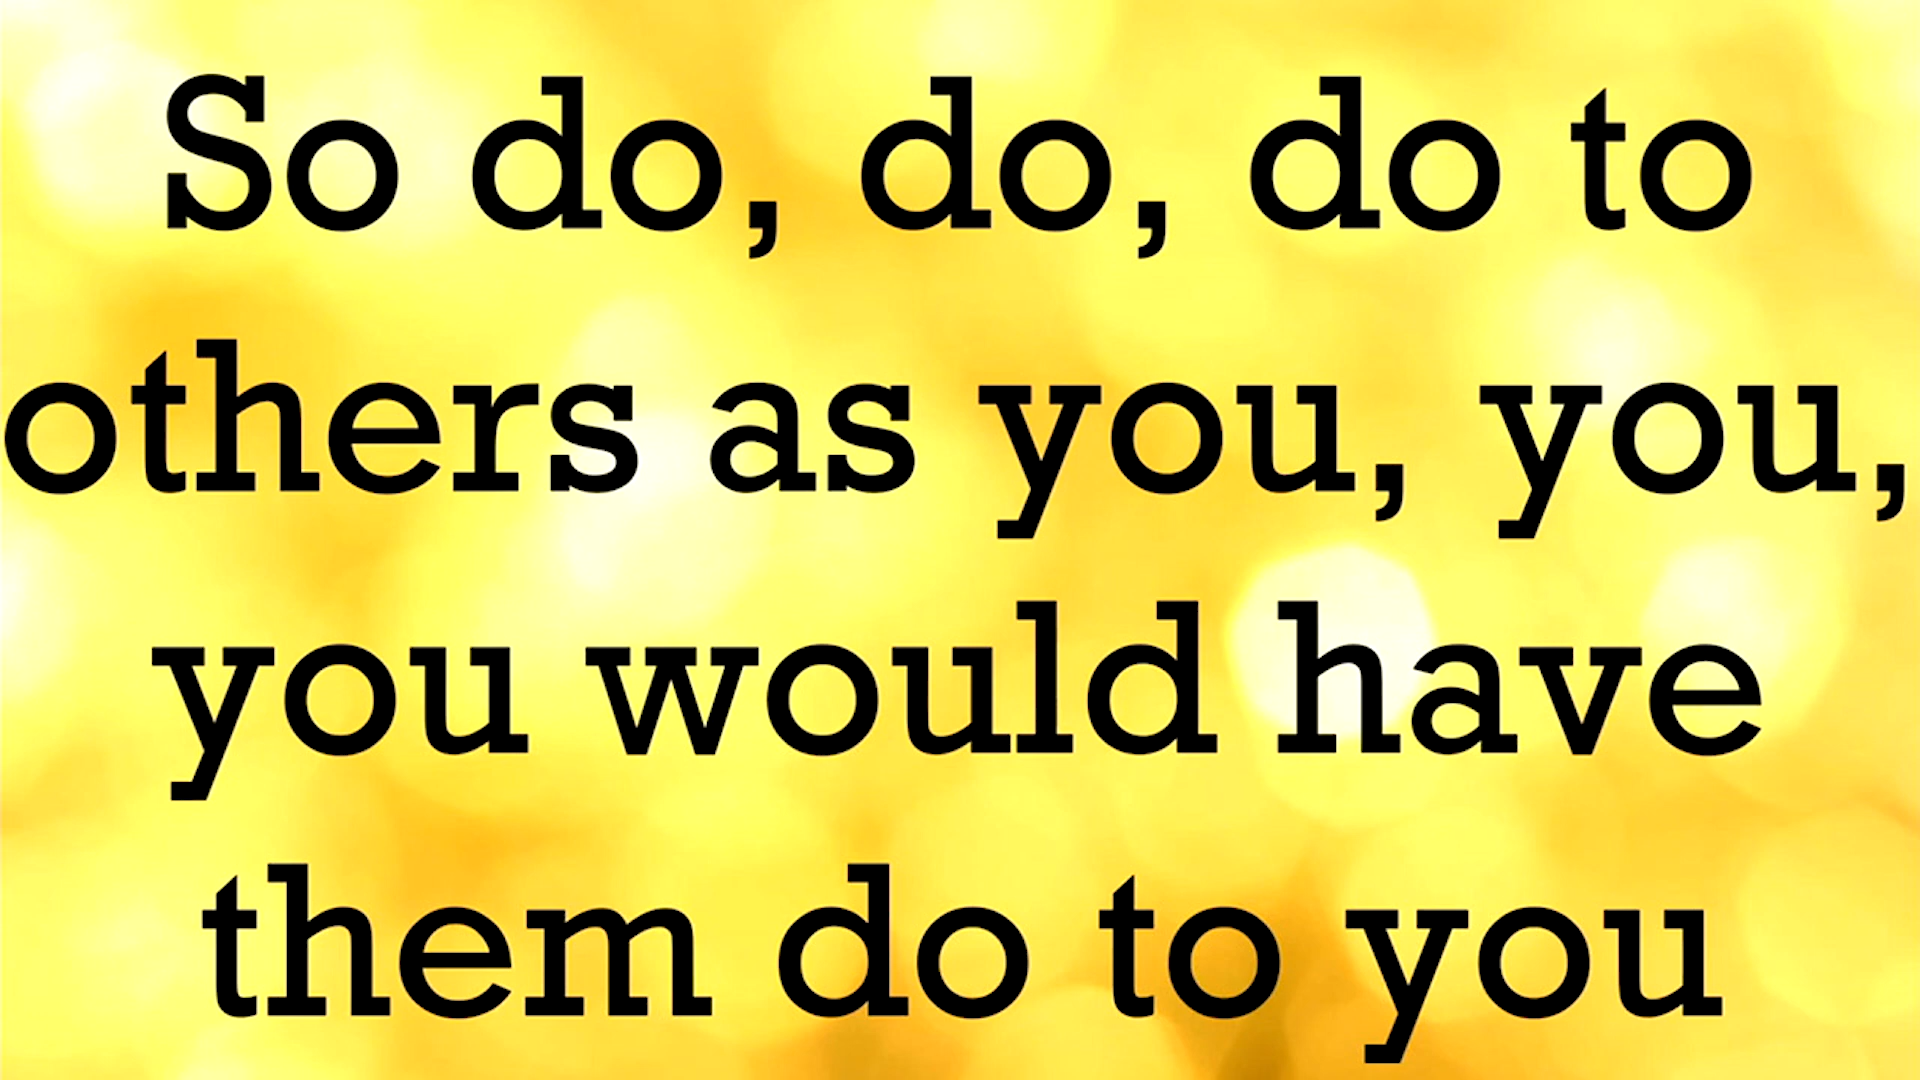 So do, do, do to
others as you, you,
you would have
them do to you